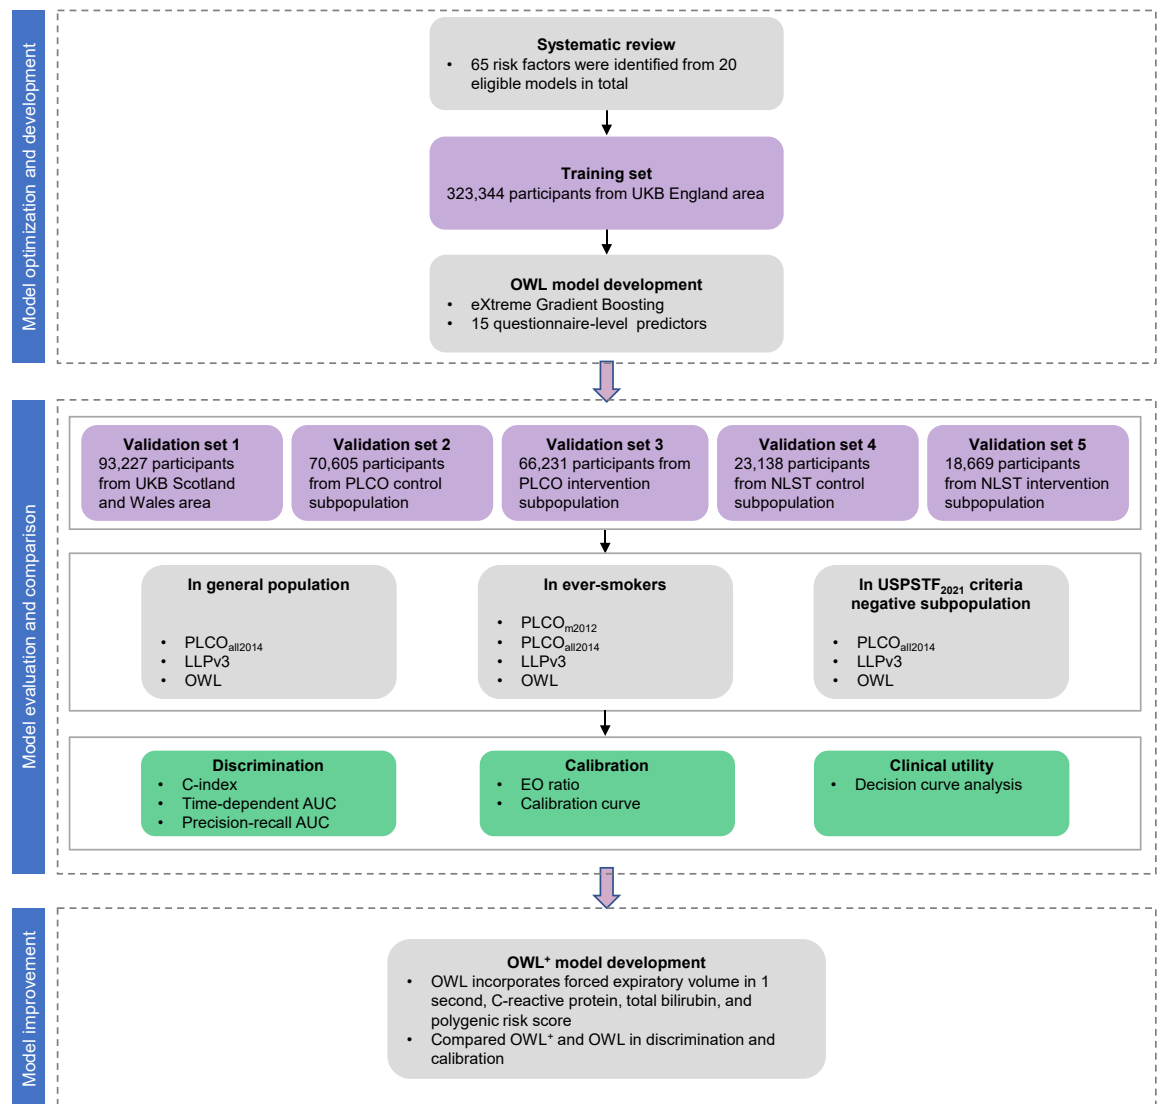 Model optimization and development
Systematic review
• 65 risk factors were identified from 20
eligible models in total
Training set
323,344 participants from UKB England area
OWL model development
• eXtreme Gradient Boosting
• 15 questionnaire-level predictors
Model evaluation and comparison
Validation set 1
93,227 participants
from UKB Scotland
and Wales area
Validation set 2
70,605 participants
from PLCO control
subpopulation
Validation set 3
66,231 participants from
PLCO intervention
subpopulation
Validation set 4
23,138 participants
from NLST control
subpopulation
Validation set 5
18,669 participants
from NLST intervention
subpopulation
In general population
• PLCOall2014
• LLPv3
• OWL
In ever-smokers
• PLCOm2012
• PLCOall2014
• LLPv3
• OWL
In USPSTF2021 criteria
negative subpopulation
• PLCOall2014
• LLPv3
• OWL
Discrimination
• C-index
• Time-dependent AUC
• Precision-recall AUC
Calibration
• EO ratio
• Calibration curve
Clinical utility
• Decision curve analysis
Model improvement
OWL+ model development
• OWL incorporates forced expiratory volume in 1
second, C-reactive protein, total bilirubin, and
polygenic risk score
• Compared OWL+ and OWL in discrimination and
calibration